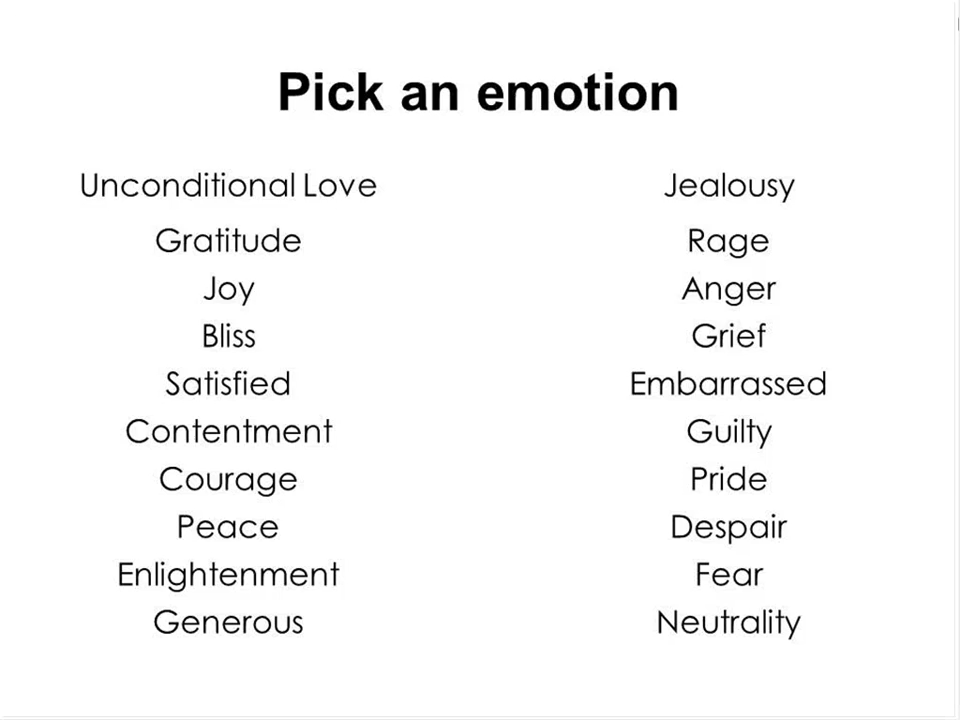 Pick an emotion
Unconditional Love
Gratitude
Joy
Bliss
Satisfied
Contentment
Courage
Peace
Enlightenment
Generous
Jealousy
Rage
Anger
Grief
Embarrassed
Guilty
Pride
Despair
Fear
Neutrality